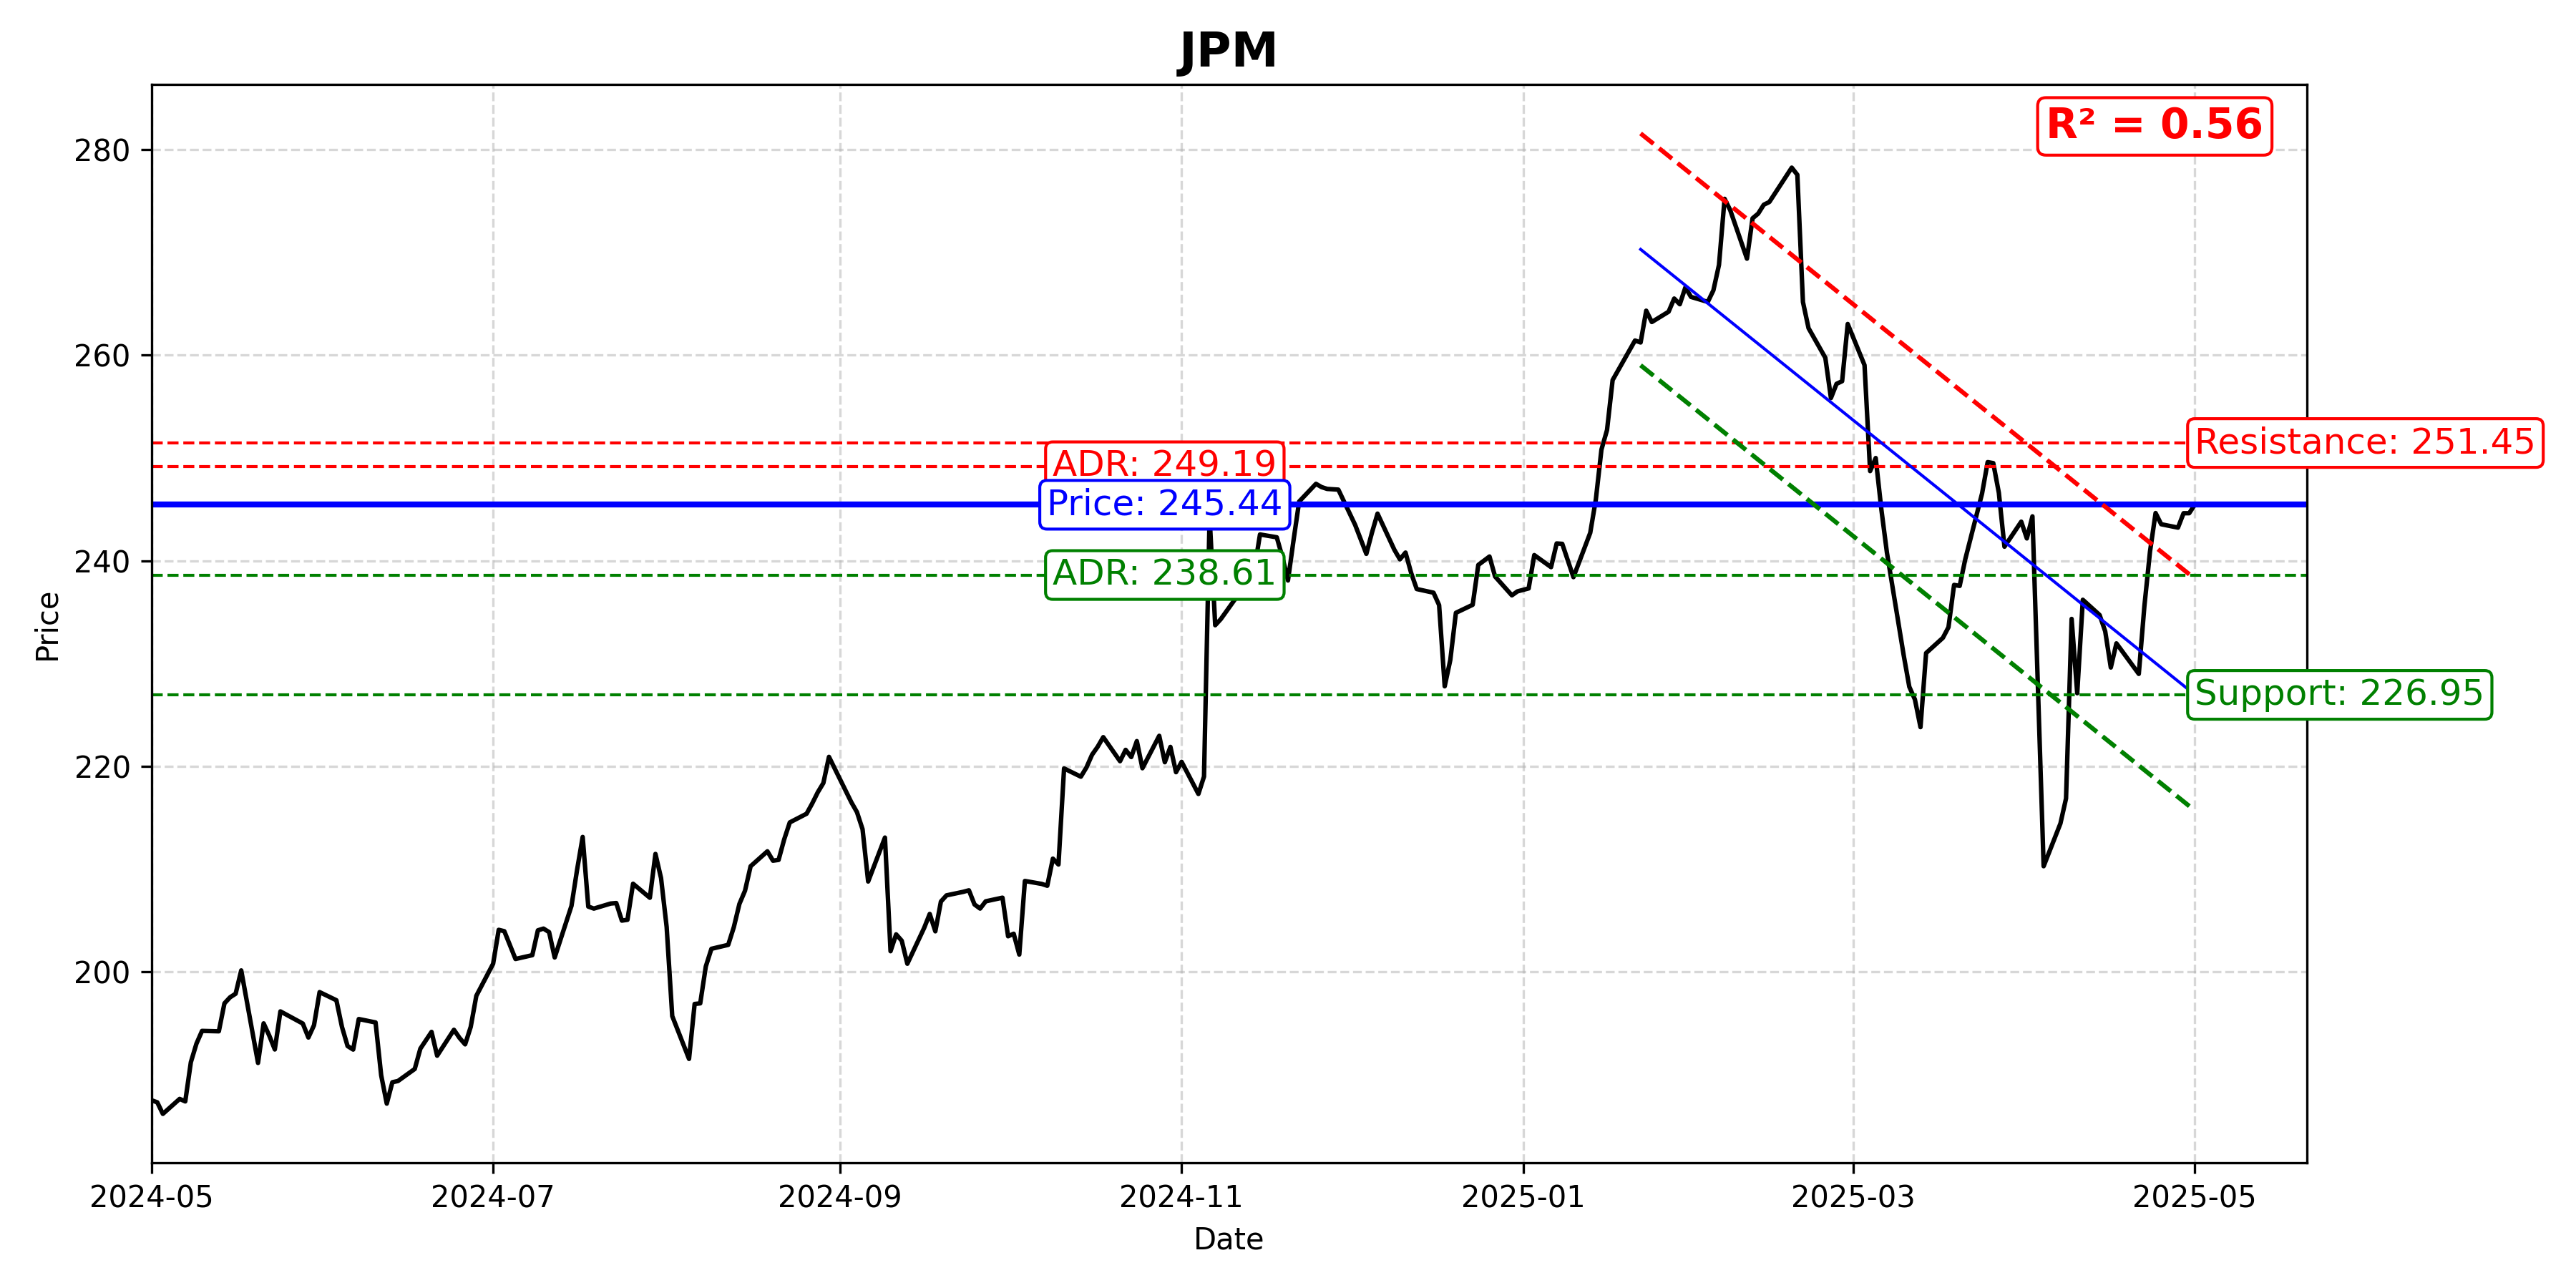 JPM
R² = 0.56
280
260
240
220
200
Price
Resistance: 251.45
ADR: 249.19
Price: 245.44
ADR: 238.61
Support: 226.95
2024-05
2024-07
2024-09
2024-11
2025-01
2025-03
2025-05
Date